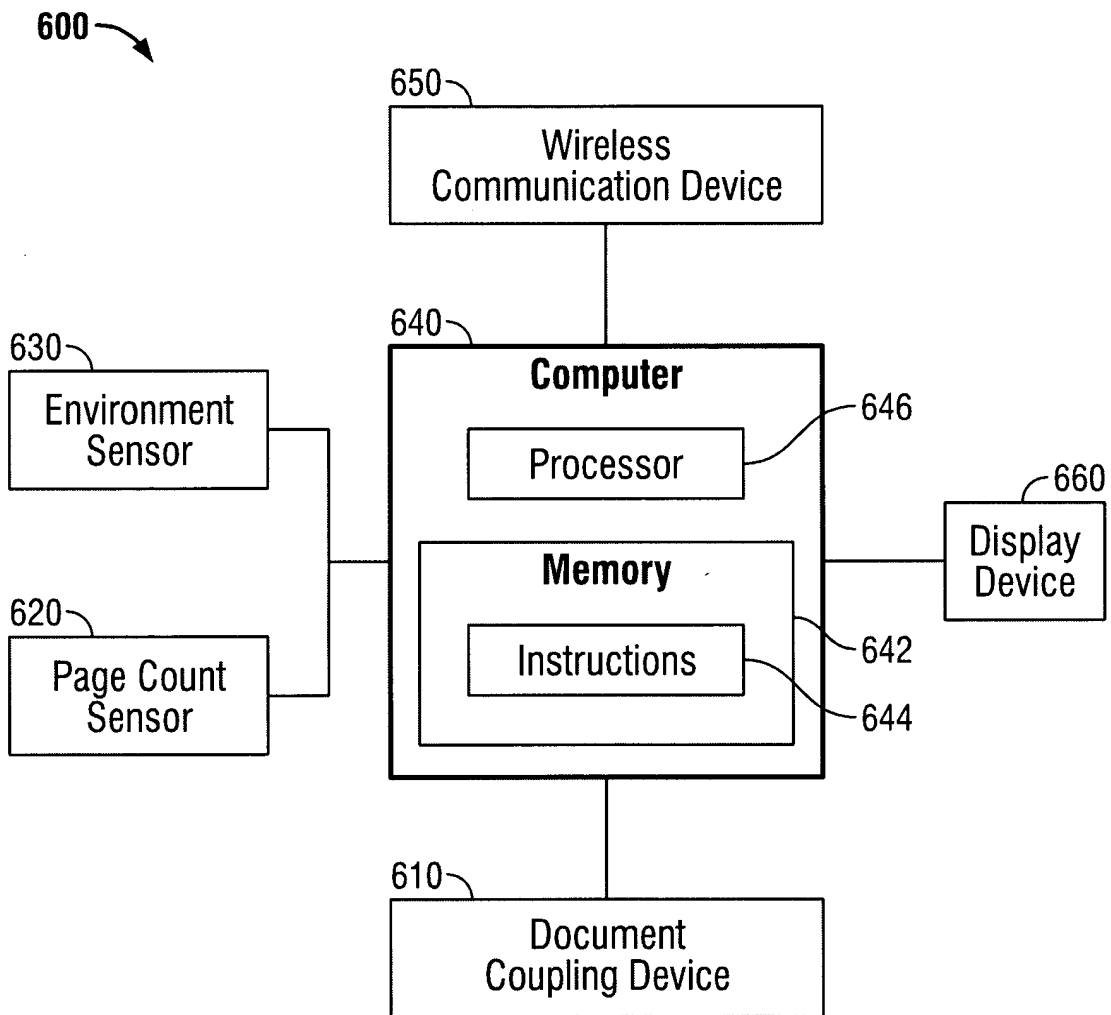 600
650
Wireless
Communication Device
640
Computer
630
Environment
Sensor
646
Processor
660
Display
Device
Memory
620
Page Count
Sensor
642
Instructions
644
610
Document
Coupling Device